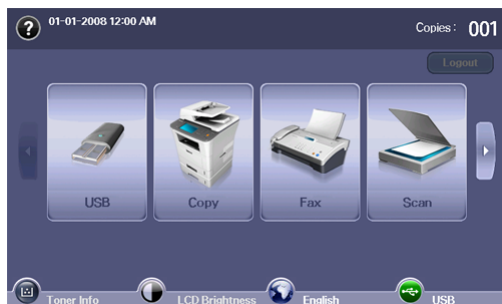 01-01-2008 12:00 AM
Copies: 001
Logout
USB
Copy
Fax
Scan
Toner Info
LCD Brightness
English
USB